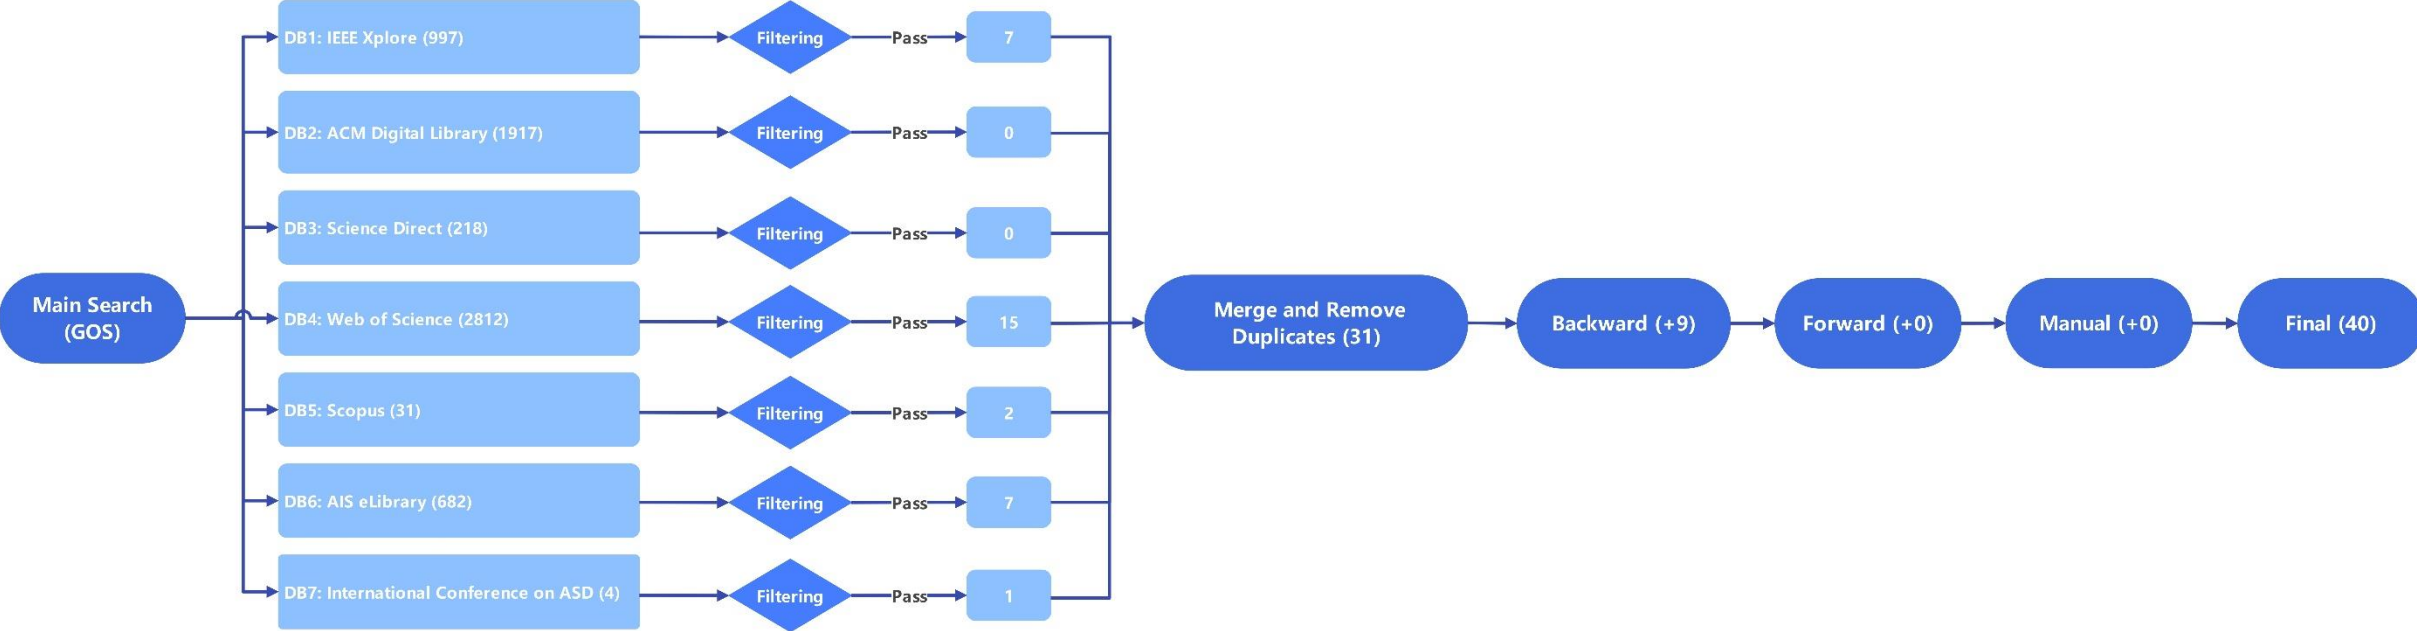 Main Search
(GOS)
DB1: IEEE Xplore (997)
Filtering
Pass
7
DB2: ACM Digital Library (1917)
Filtering
Pass
0
DB3: Science Direct (218)
Filtering
Pass
0
DB4: Web of Science (2812)
Filtering
Pass
15
DB5: Scopus (31)
Filtering
Pass
2
DB6: AIS eLibrary (682)
Filtering
Pass
7
DB7: International Conference on ASD (4)
Filtering
Pass
1
Merge and Remove
Duplicates (31)
Backward (+9)
Forward (+0)
Manual (+0)
Final (40)